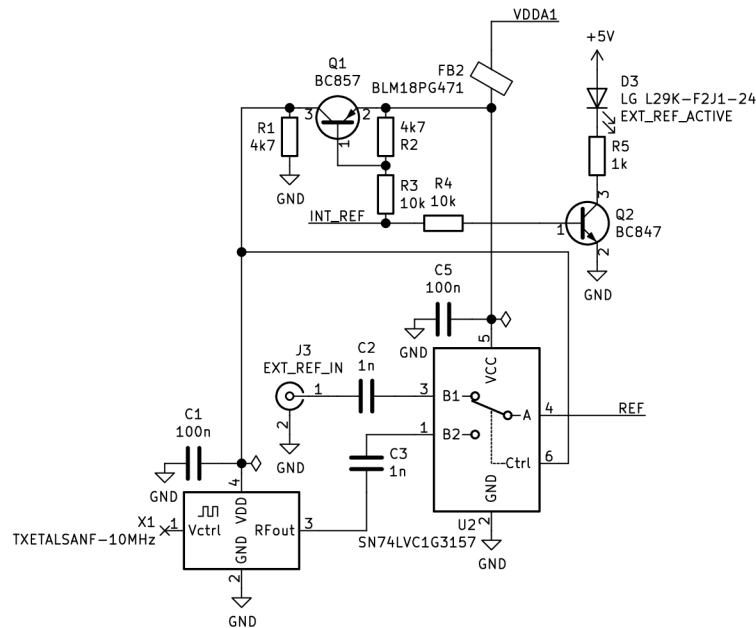 VDDA1
+5V
Q1
BC857
FB2
BLM18PG471
D3
LG L29K-F2J1-24
EXT_REF_ACTIVE
3
2
1
R1
4k7
4k7
R2
R5
1k
GND
R3
10k
R4
10k
INT_REF
3
1
Q2
BC847
2
GND
C5
100n
GND
5
J3
EXT_REF_IN
C2
1n
1
2
GND
3
VCC
B1
A
4
REF
1
B2
Ctrl
6
GND
C3
1n
C1
100n
GND
4
X1
TXETALSANF-10MHz
1
Vctrl
VDD
GND
RFout
3
2
GND
U2
SN74LVC1G3157
2
GND